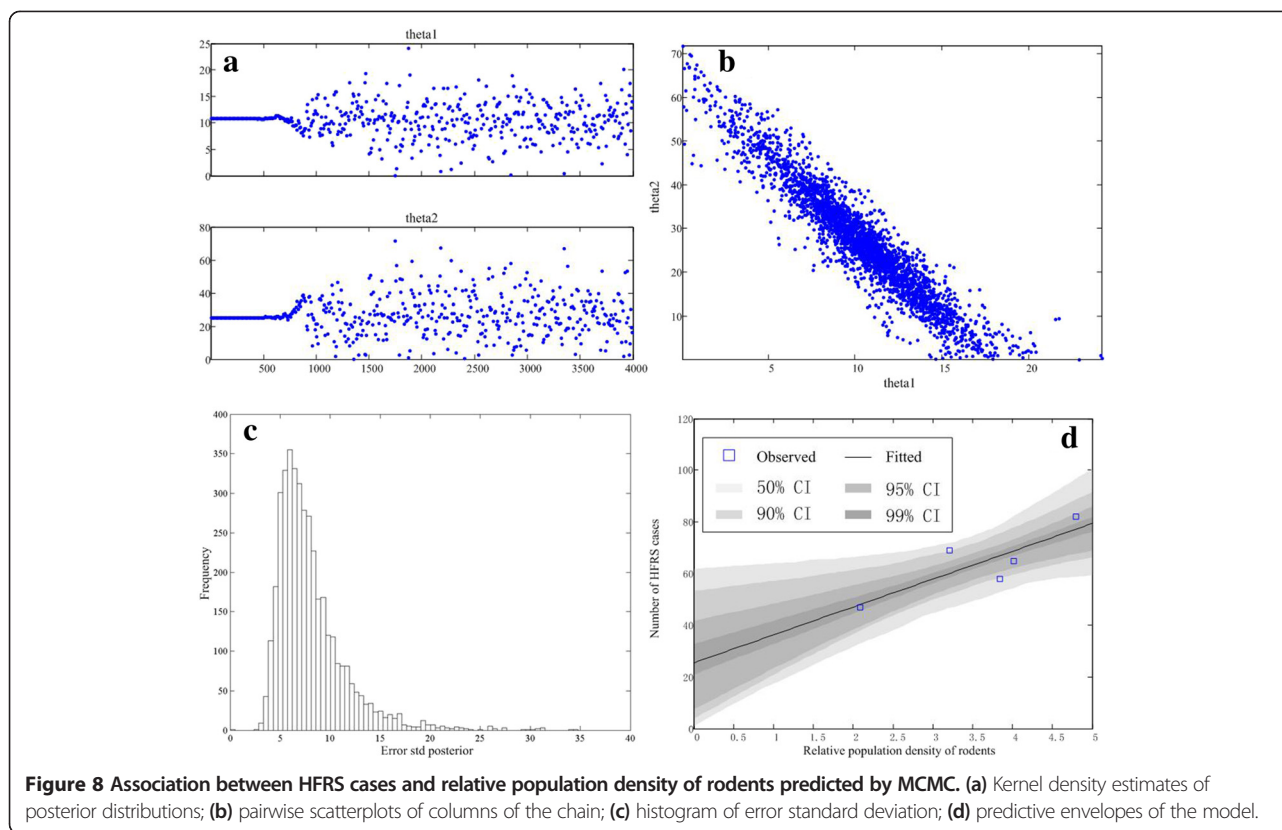 a
theta1
25
20
15
10
5
0
theta2
80
60
40
20
0
500 1000 1500 2000 2500 3000 3500 4000
b
70
60
50
40
30
20
10
theta2
5 10 15 20
theta1
c
400
350
300
250
200
150
100
50
0
Frequency
0 5 10 15 20 25 30 35 40
Error std posterior
d
120
100
80
60
40
20
0
Number of HFRS cases
Observed Fitted
50% CI 95% CI
90% CI 99% CI
0 0.5 1 1.5 2 2.5 3 3.5 4 4.5 5
Relative population density of rodents
Figure 8 Association between HFRS cases and relative population density of rodents predicted by MCMC. (a) Kernel density estimates of
posterior distributions; (b) pairwise scatterplots of columns of the chain; (c) histogram of error standard deviation; (d) predictive envelopes of the model.